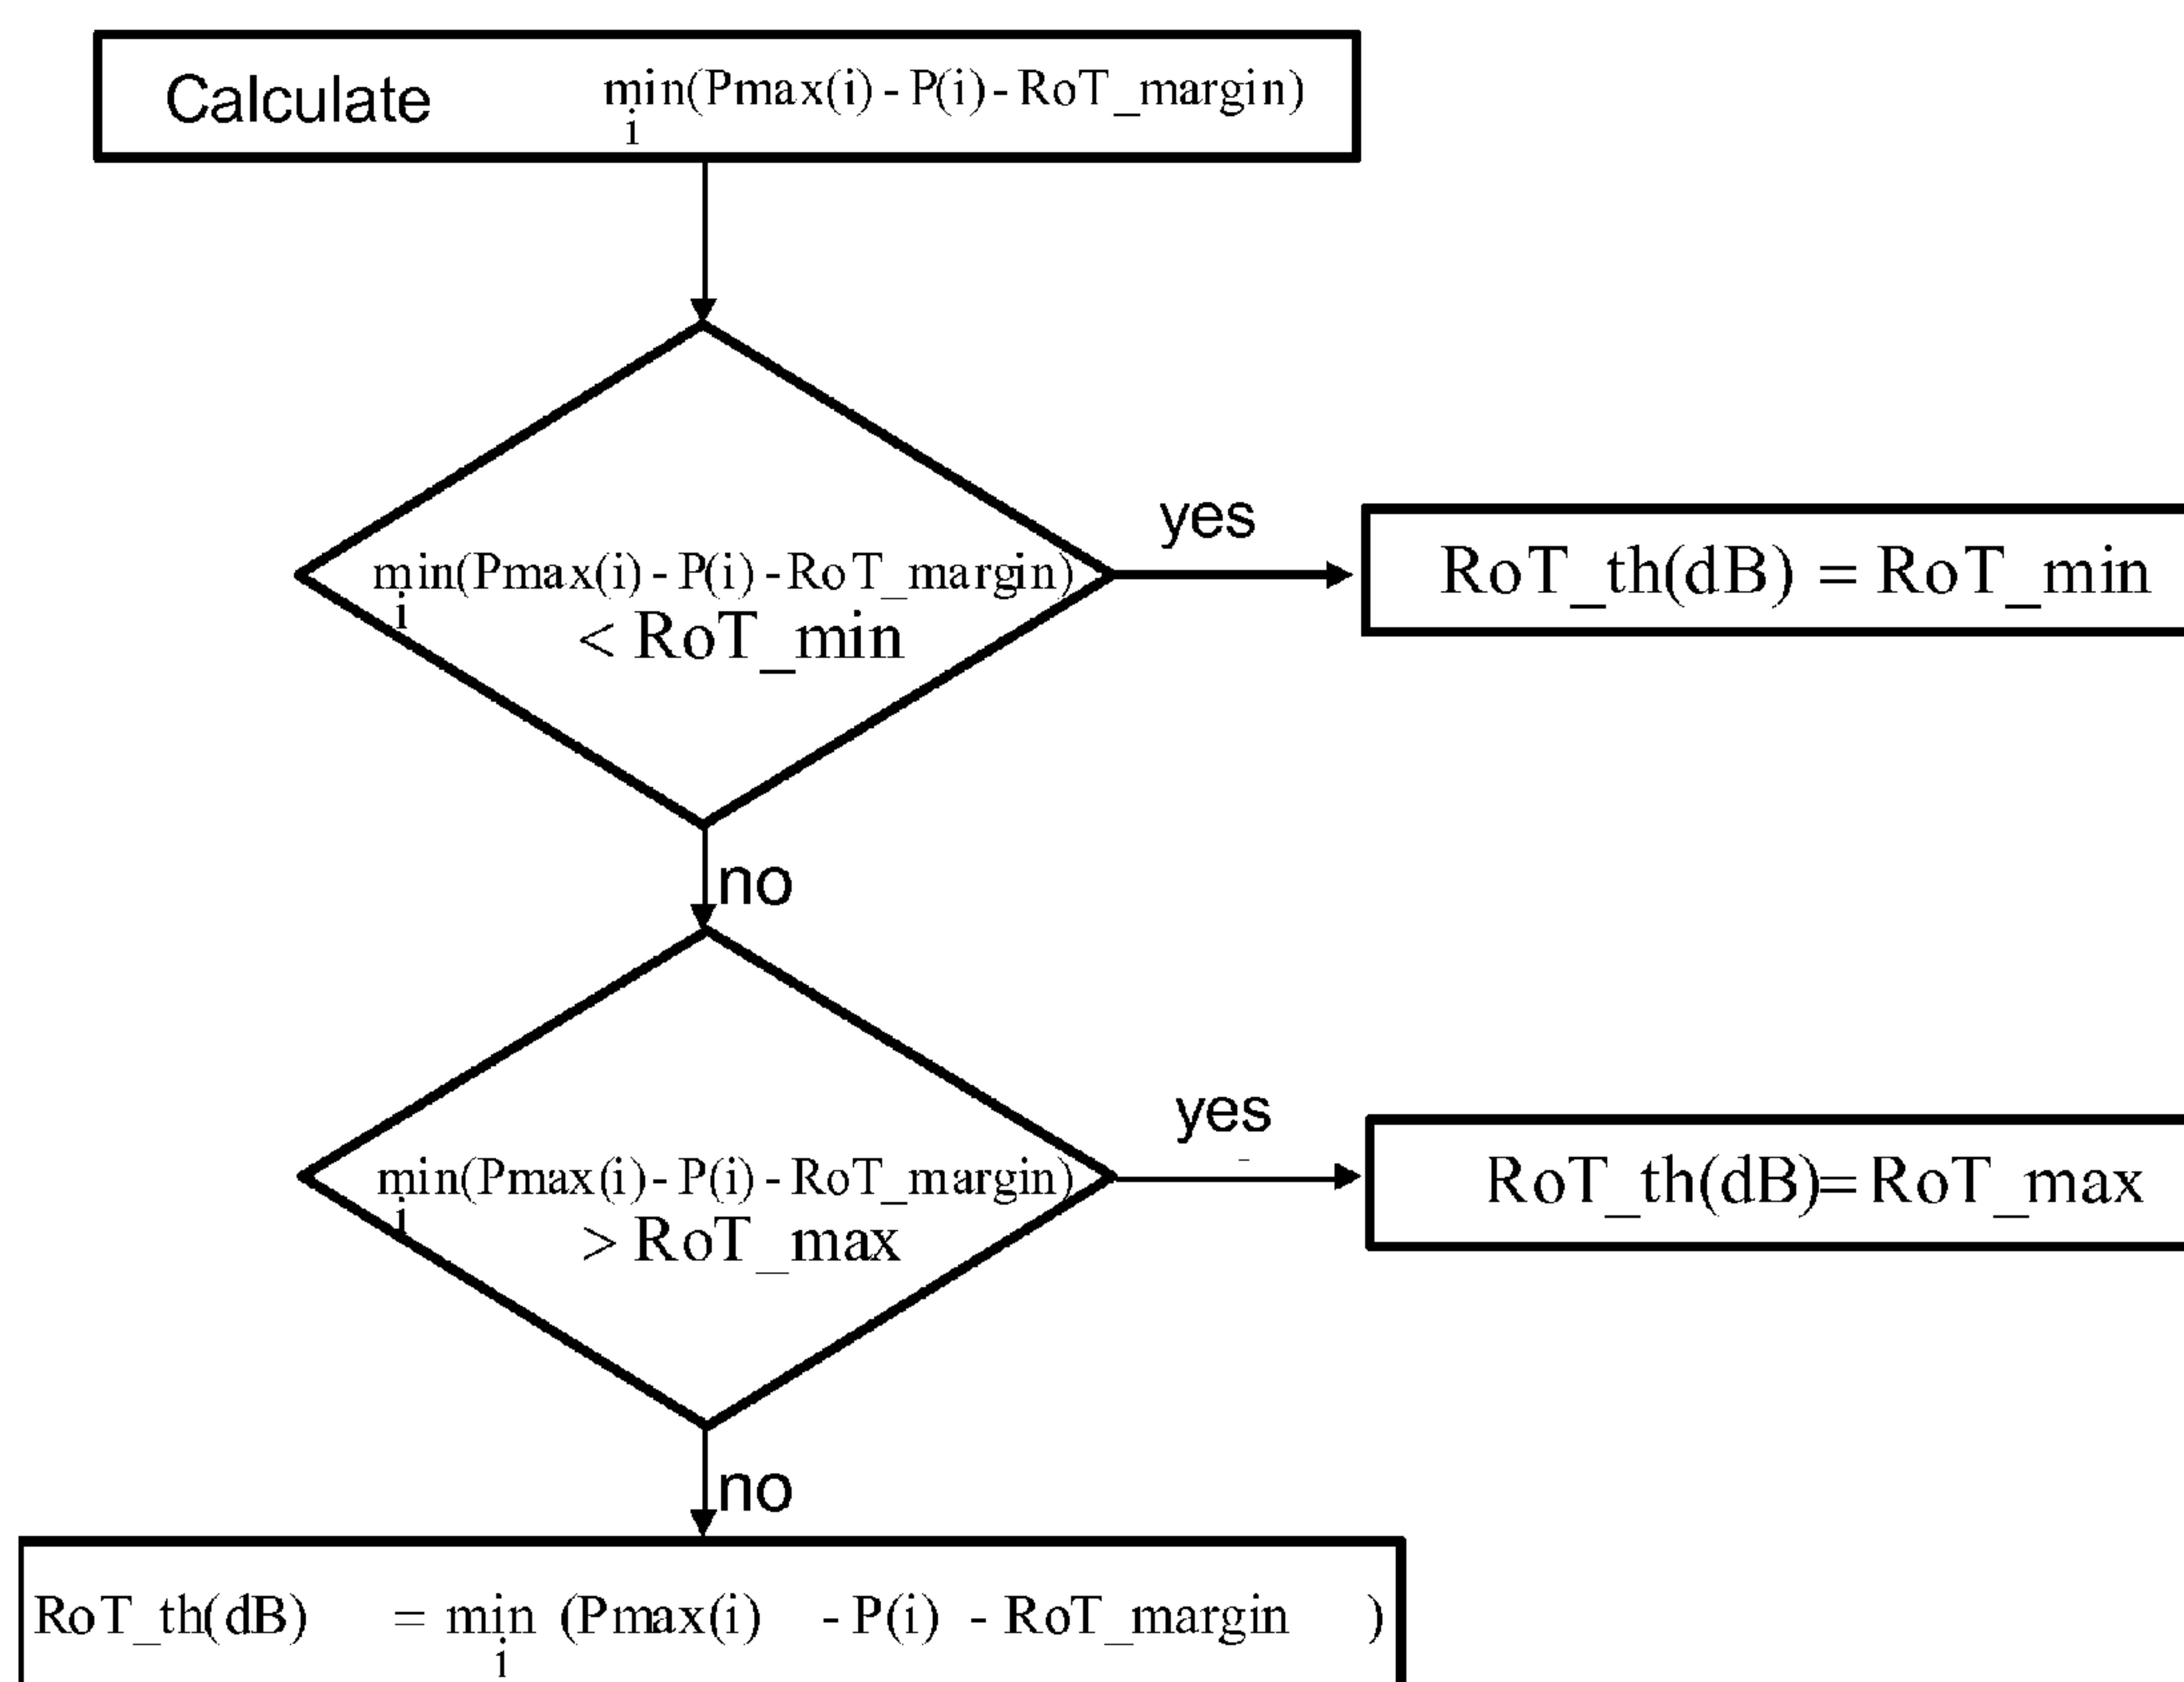 Calculate min(Pmax(i) - P(i) - RoT_margin)
i
min(Pmax(i) - P(i) - RoT_margin)
i
< RoT_min
yes
RoT_th(dB) = RoT_min
no
min(Pmax(i) - P(i) - RoT_margin)
i
> RoT_max
yes
RoT_th(dB)= RoT_max
no
RoT_th(dB) = min (Pmax(i) - P(i) - RoT_margin )
i